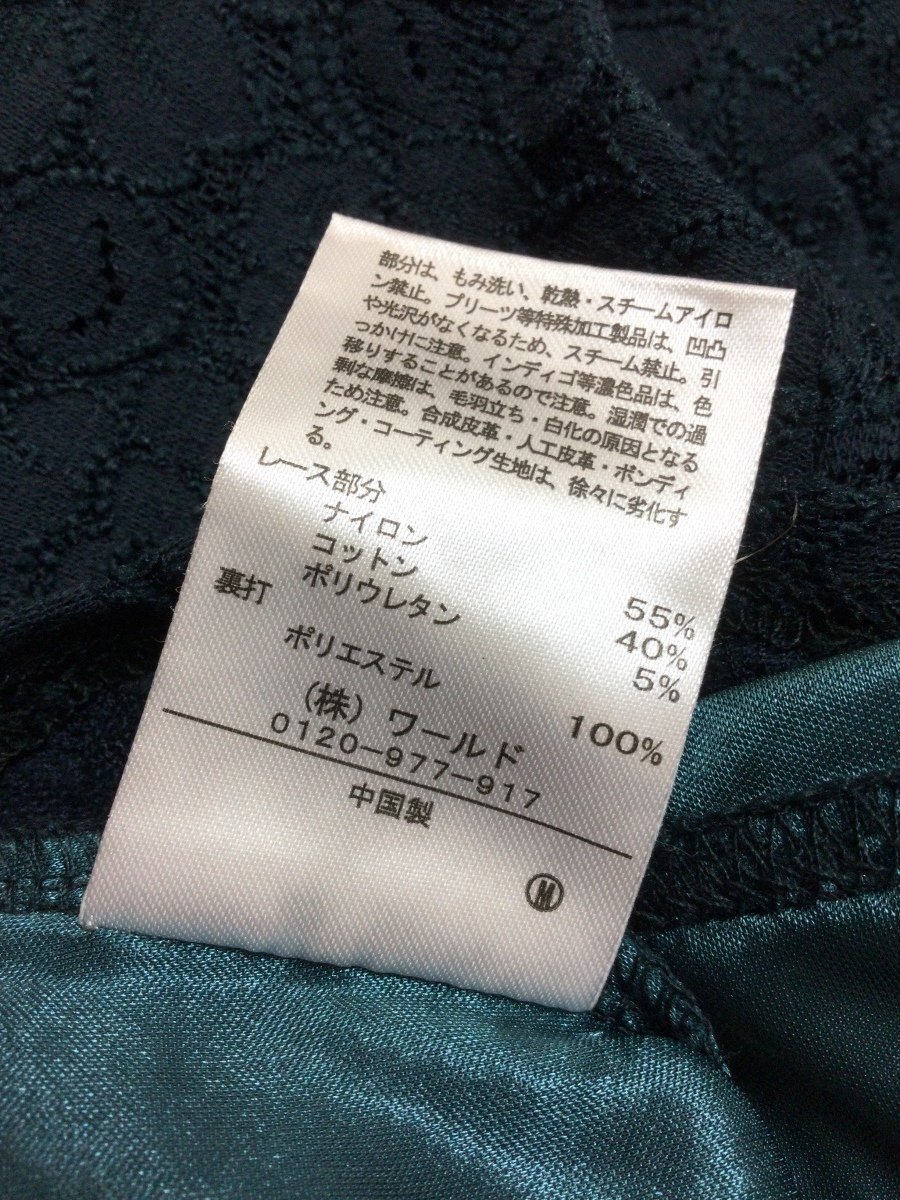 部分は、もみ洗い、乾熱・スチームアイロ
ン禁止。プリーツ等特殊加工製品は、凹凸
や光沢がなくなるため、スチーム禁止。引
っかけに注意。インディゴ等濃色品は、色
移りすることがあるので注意。湿潤での過
剰な摩擦は、毛羽立ち・白化の原因となる
ため注意。合成皮革・人工皮革・ボンディ
ング・コーティング生地は、徐々に劣化す
る。
レース部分
ナイロン 55%
コットン 40%
ポリウレタン 5%
裏打
ポリエステル 100%
(株)ワールド
0120-977-917
中国製
Ⓜ